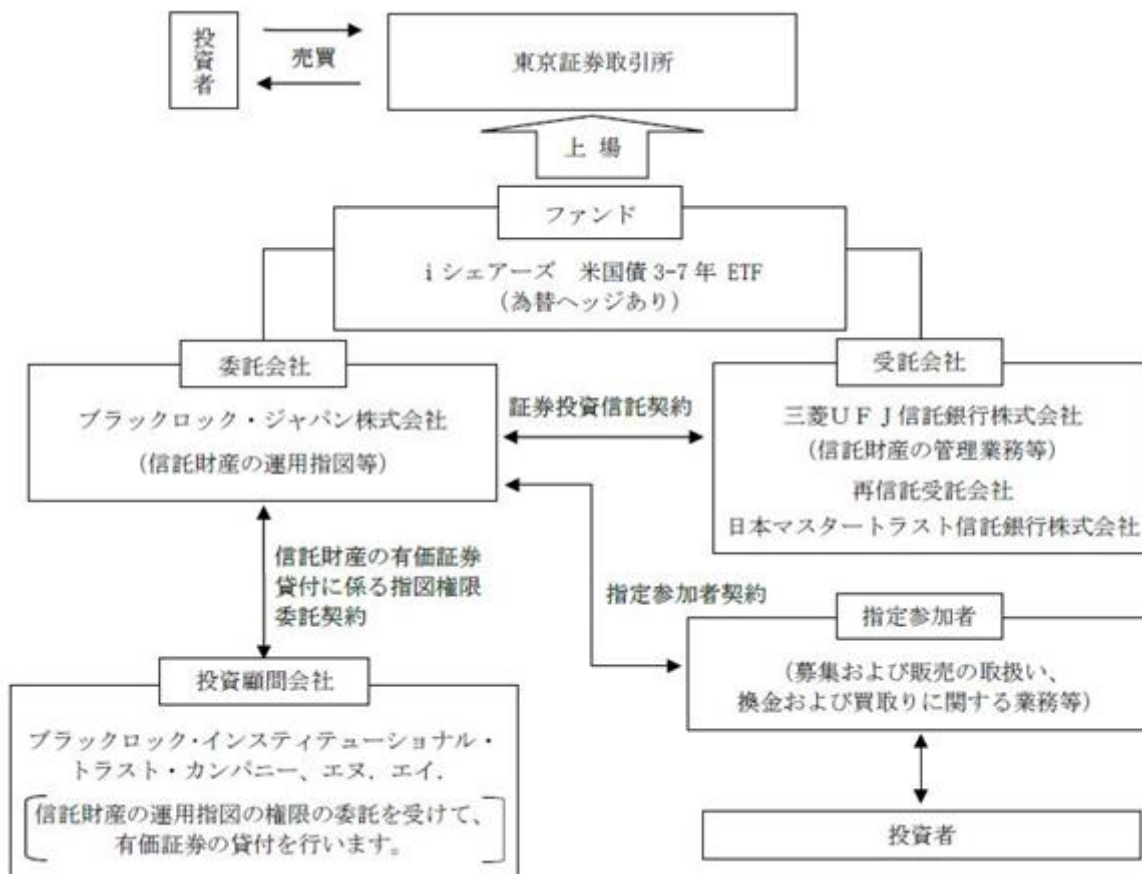 投資者
売買
東京証券取引所
上 場
ファンド
i シェアーズ 米国債 3-7 年 ETF
(為替ヘッジあり)
委託会社
ブラックロック・ジャパン株式会社
(信託財産の運用指図等)
証券投資信託契約
受託会社
三菱UFJ信託銀行株式会社
(信託財産の管理業務等)
再信託受託会社
日本マスタートラスト信託銀行株式会社
信託財産の有価証券
貸付に係る指図権限
委託契約
指定参加者契約
指定参加者
(募集および販売の取扱い、
換金および買取りに関する業務等)
投資顧問会社
ブラックロック・インスティテューショナル・
トラスト・カンパニー、エヌ．エイ．
信託財産の運用指図の権限の委託を受けて、
有価証券の貸付を行います。
投資者